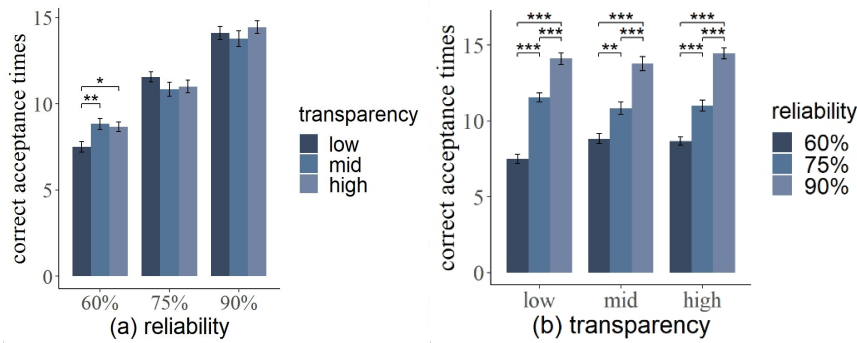 correct acceptance times
15
10
5
0
*
**
60%
75%
90%
(a) reliability
transparency
low
mid
high
correct acceptance times
15
10
5
0
***
***
***
***
***
***
***
**
***
low
mid
high
(b) transparency
reliability
60%
75%
90%